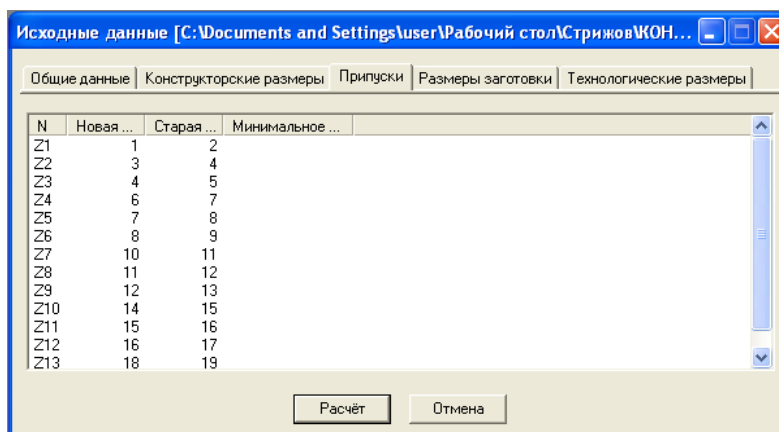 Исходные данные [C:\Documents and Settings\user\Рабочий стол\Стрижов\КОН...
Общие данные Конструкторские размеры Припуски Размеры заготовки Технологические размеры
N Новая ... Старая ... Минимальное ...
Z1 1 2
Z2 3 4
Z3 4 5
Z4 6 7
Z5 7 8
Z6 8 9
Z7 10 11
Z8 11 12
Z9 12 13
Z10 14 15
Z11 15 16
Z12 16 17
Z13 18 19
Расчёт Отмена